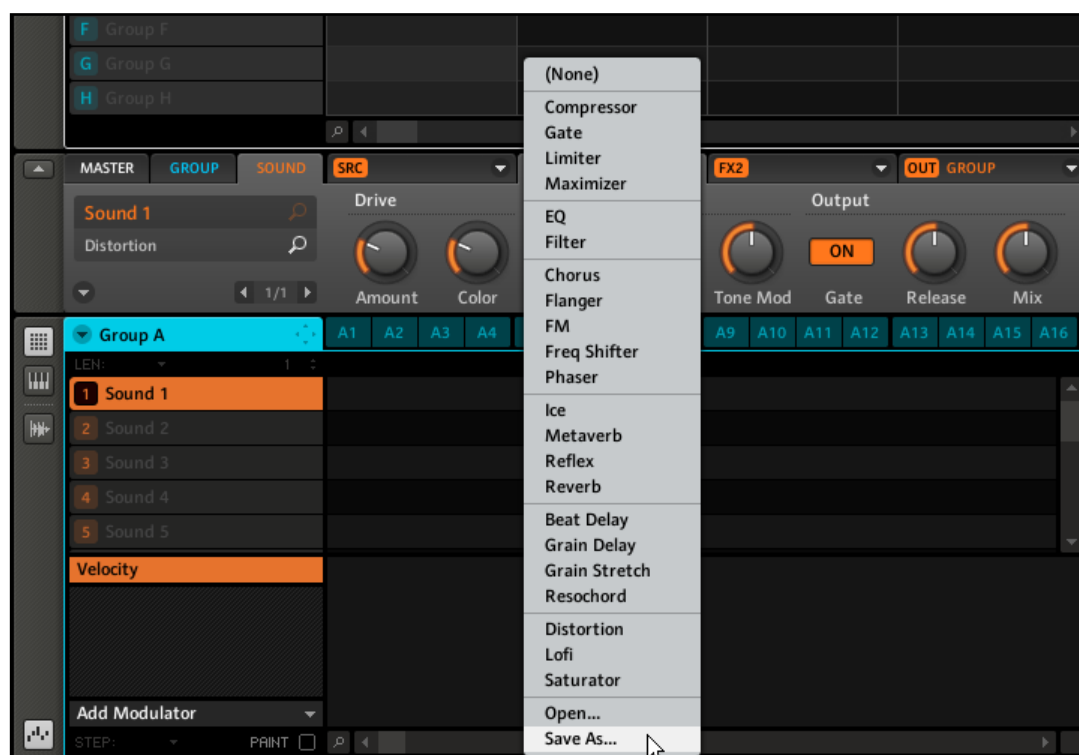 F Group F
G Group G
H Group H
(None)
Compressor
Gate
Limiter
Maximizer
EQ
Filter
Chorus
Flanger
FM
Freq Shifter
Phaser
Ice
Metaverb
Reflex
Reverb
Beat Delay
Grain Delay
Grain Stretch
Resochord
Distortion
Lofi
Saturator
Open...
Save As...
MASTER GROUP SOUND SRC FX2 OUT GROUP
Sound 1
Distortion
1/1
Drive
Amount Color
Output
ON
Tone Mod Gate Release Mix
Group A A1 A2 A3 A4 A9 A10 A11 A12 A13 A14 A15 A16
LEN: 1
1 Sound 1
2 Sound 2
3 Sound 3
4 Sound 4
5 Sound 5
Velocity
Add Modulator
STEP: PAINT